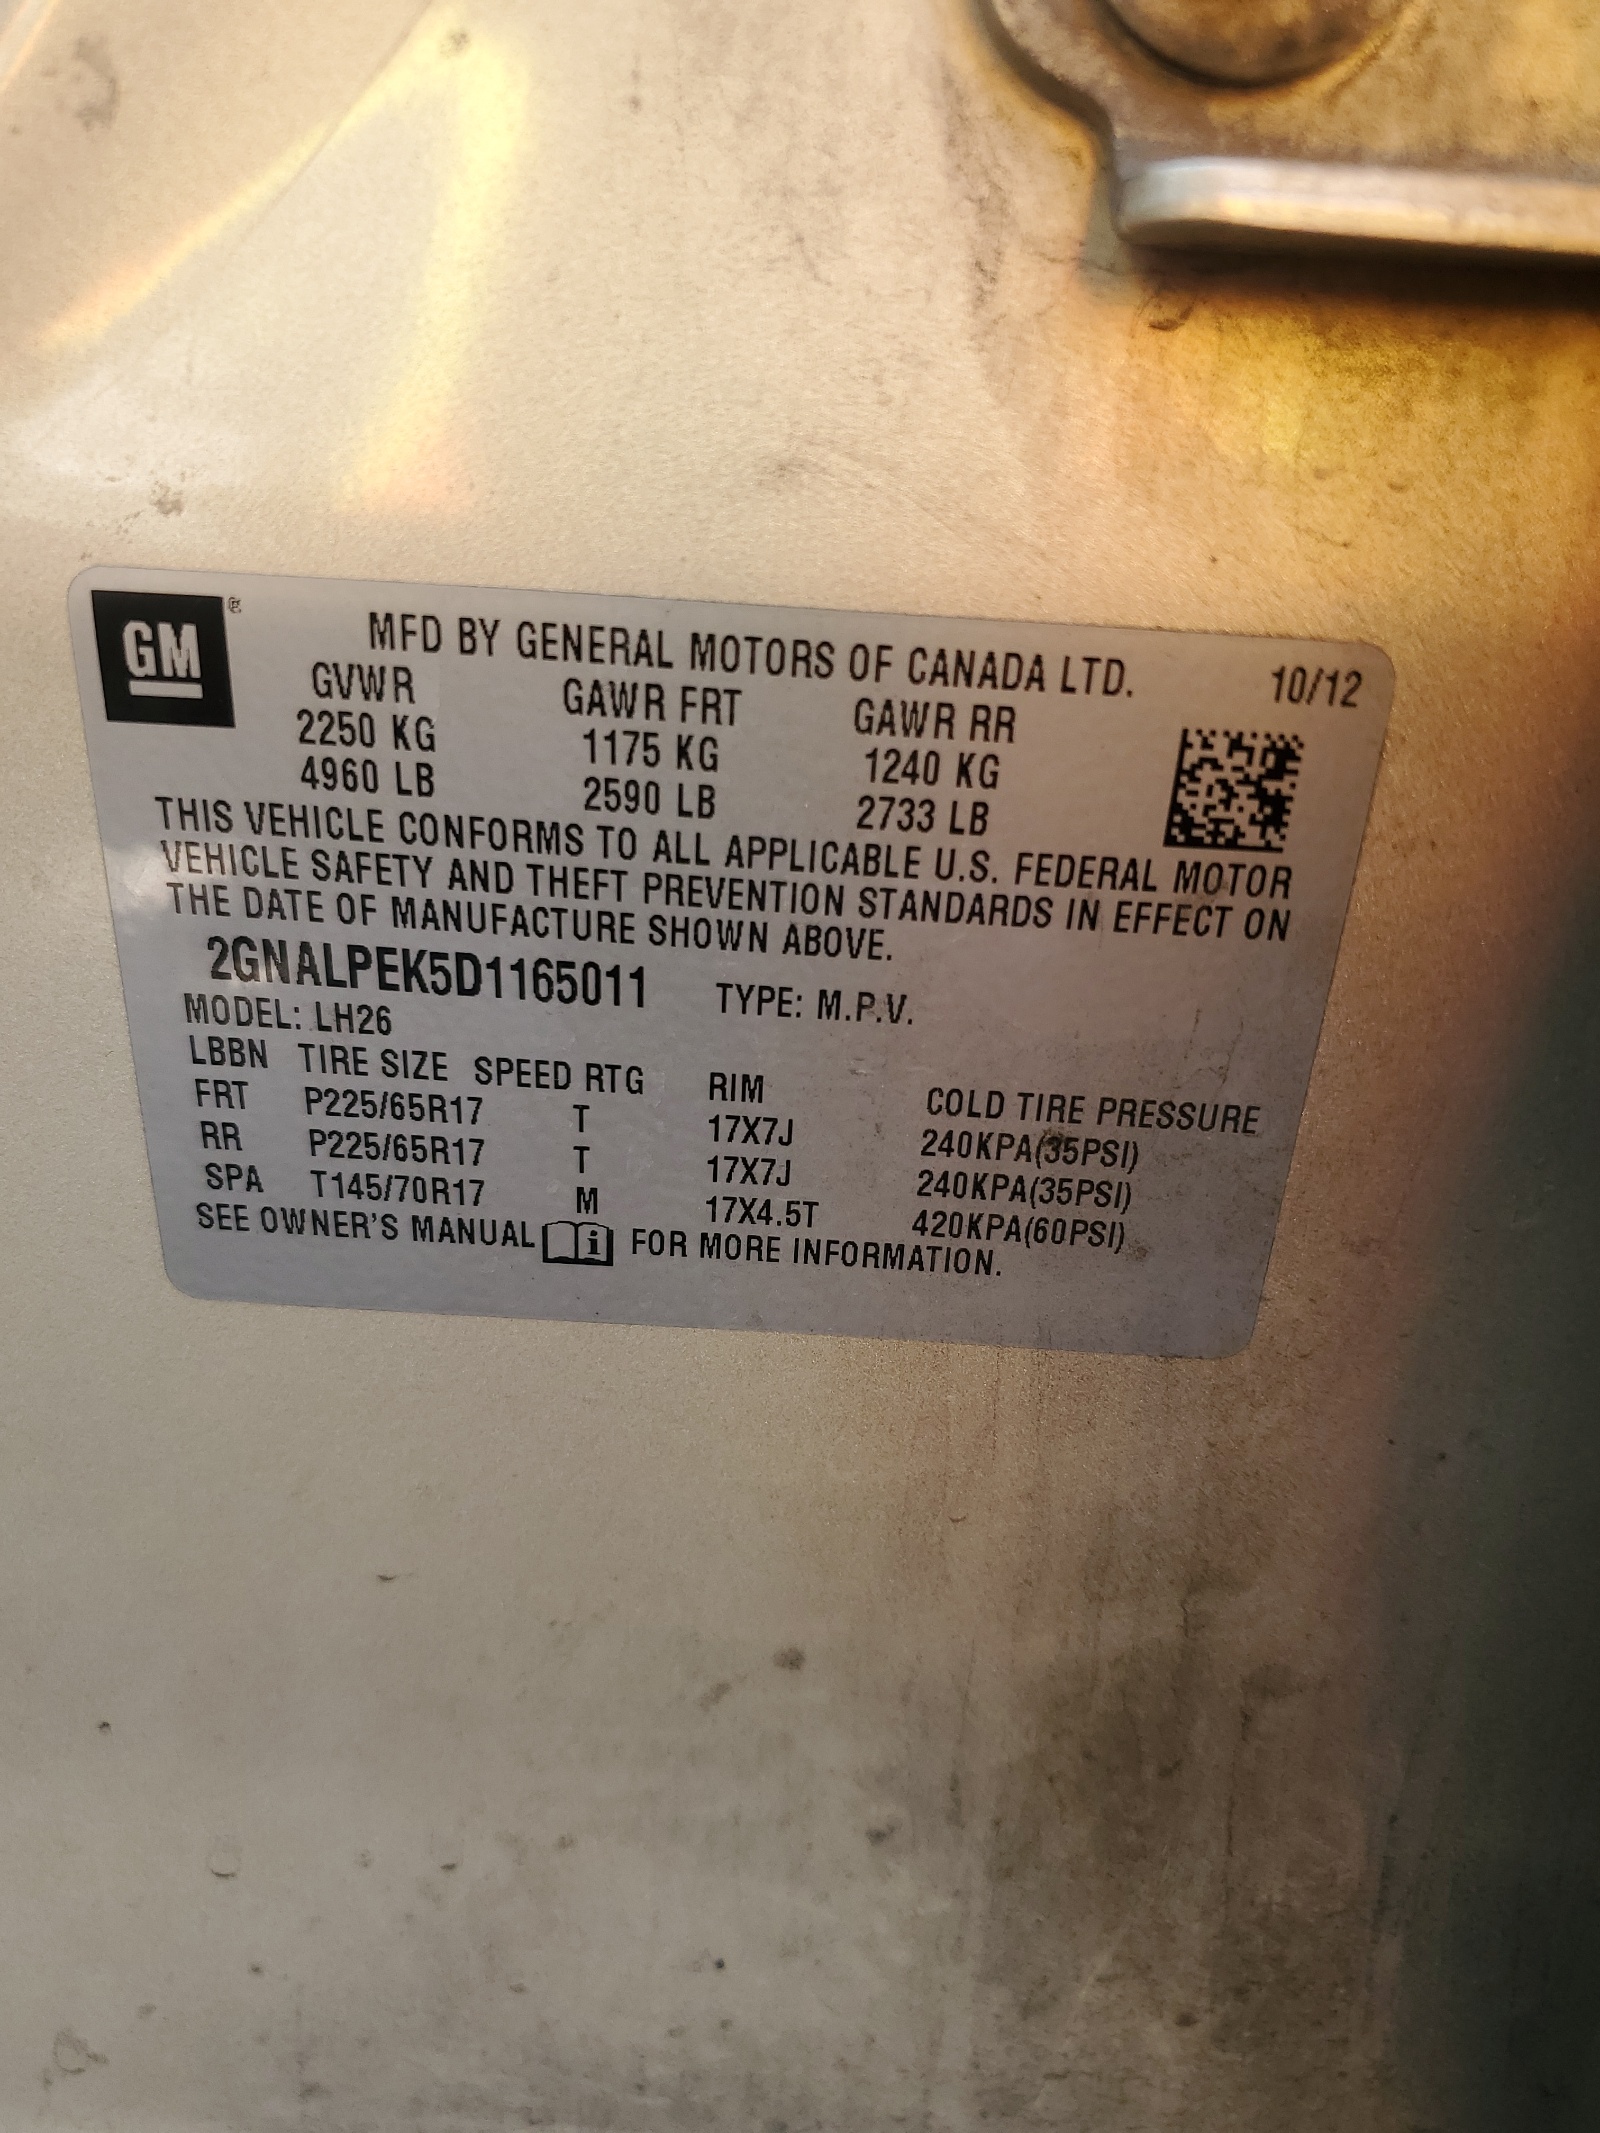 GM ®
MFD BY GENERAL MOTORS OF CANADA LTD. 10/12
GVWR GAWR FRT GAWR RR
2250 KG 1175 KG 1240 KG
4960 LB 2590 LB 2733 LB
THIS VEHICLE CONFORMS TO ALL APPLICABLE U.S. FEDERAL MOTOR
VEHICLE SAFETY AND THEFT PREVENTION STANDARDS IN EFFECT ON
THE DATE OF MANUFACTURE SHOWN ABOVE.
2GNALPEK5D1165011 TYPE: M.P.V.
MODEL: LH26
LBBN TIRE SIZE SPEED RTG RIM COLD TIRE PRESSURE
FRT P225/65R17 T 17X7J 240KPA(35PSI)
RR P225/65R17 T 17X7J 240KPA(35PSI)
SPA T145/70R17 M 17X4.5T 420KPA(60PSI)
SEE OWNER'S MANUAL i FOR MORE INFORMATION.